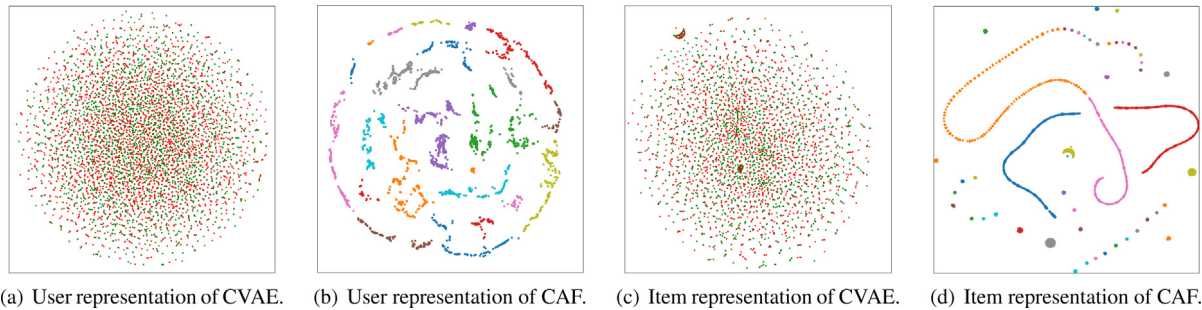 (a) User representation of CVAE.
(b) User representation of CAF.
(c) Item representation of CVAE.
(d) Item representation of CAF.